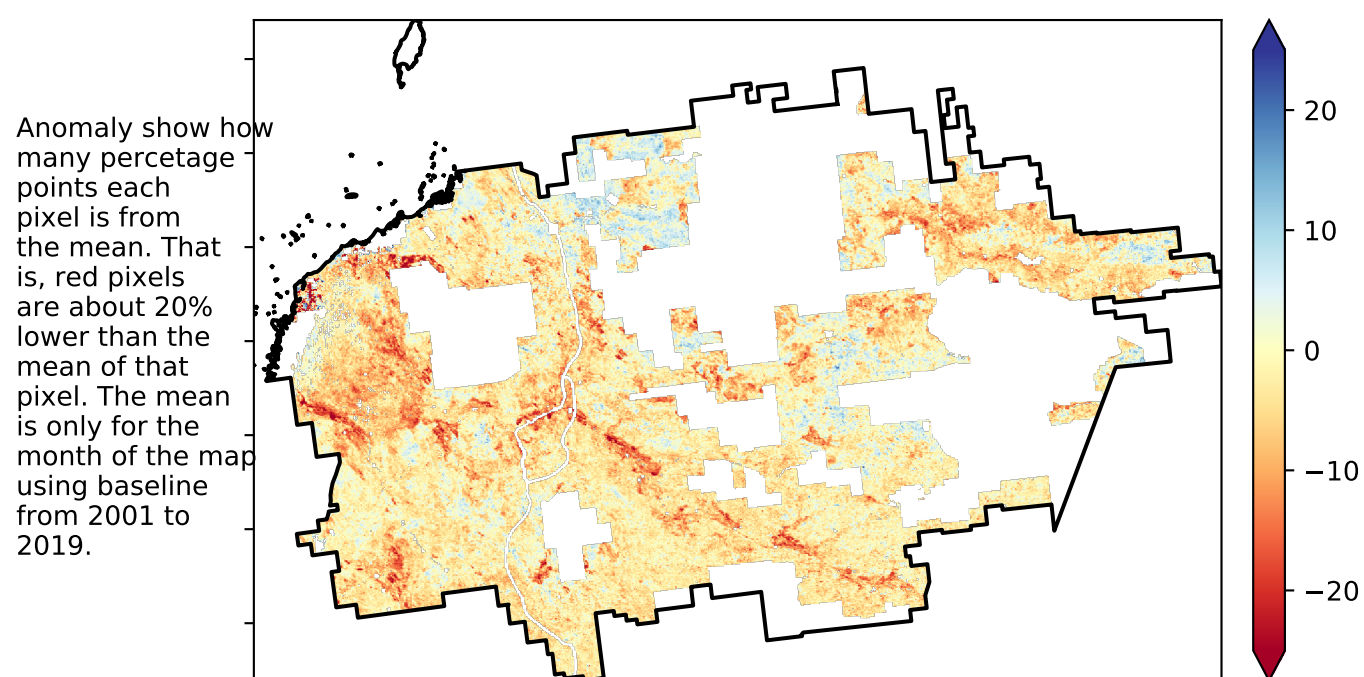 Anomaly show how
many percetage
points each
pixel is from
the mean. That
is, red pixels
are about 20%
lower than the
mean of that
pixel. The mean
is only for the
month of the map
using baseline
from 2001 to
2019.
20
10
0
−10
−20